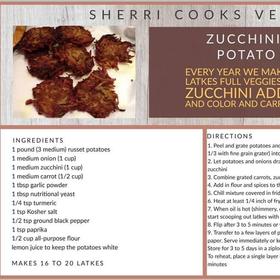 SHERRI COOKS VE
ZUCCHINI
POTATO
EVERY YEAR WE MAK
LATKES FULL VEGGIES
ZUCCHINI ADD
AND COLOR AND CARR
INGREDIENTS
1 pound (3 medium) russet potatoes
1 medium onion (1 cup)
1 medium zucchini (1 cup)
1 medium carrot (1/2 cup)
1 tbsp garlic powder
1 tbsp nutritional yeast
1/4 tsp turmeric
1 tsp Kosher salt
1/2 tsp ground black pepper
1 tsp paprika
1/2 cup all-purpose flour
lemon juice to keep the potatoes white
MAKES 16 TO 20 LATKES
DIRECTIONS
1. Peel and grate potatoes and
1/3 with fine grain grater) into
2. Let potatoes and onions dra
zucchini
3. Combine grated carrots, zuc
4. Add in flour and spices to th
5. Chill mixture covered in frid
6. Heat at least 1/4 inch of fry
7. When oil is hot (shimmery,
start scooping out latkes with
8. Flip after 3 to 5 minutes or
9. Transfer to a few layers of p
paper. Serve immediately or k
Store for 3 to 5 days in a ziplo
To reheat, place a single layer
minutes